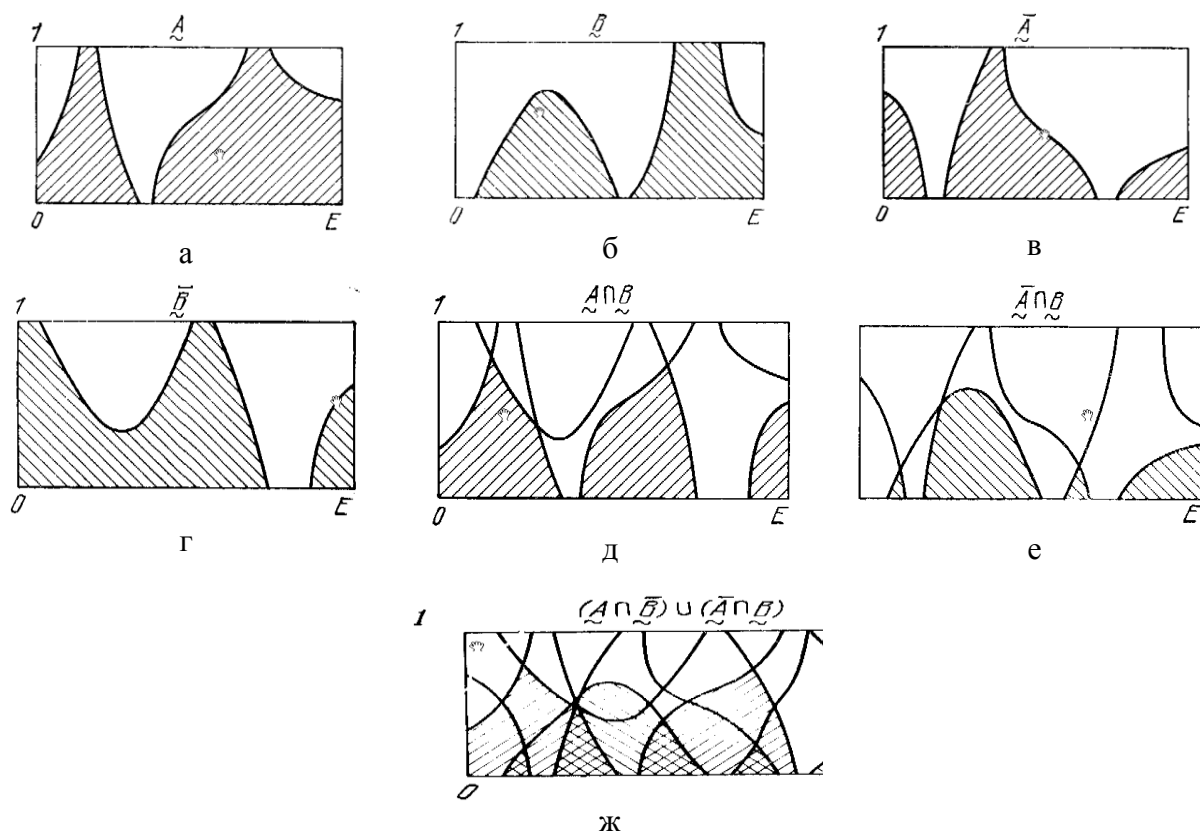 1 A̰
1 B̰
1 Ā̰
0 E
0 E
0 E
а
б
в
1 B̰̄
1 A̰ ∩ B̰
Ā̰ ∩ B̰
0 E
0 E
E
г
д
е
1 (A̰ ∩ B̰̄) ∪ (Ā̰ ∩ B̰)
0
ж